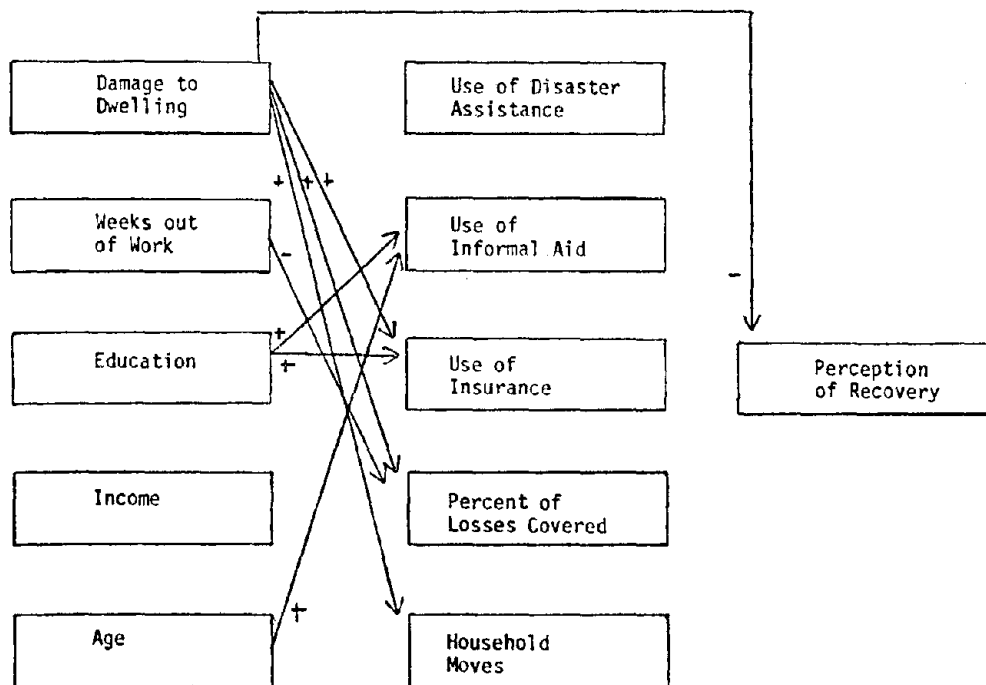 Damage to
Dwelling
Use of Disaster
Assistance
+ + +
Weeks out
of Work
-
Use of
Informal Aid
-
Education
+
+
Use of
Insurance
Perception
of Recovery
Income
Percent of
Losses Covered
Age
+
Household
Moves